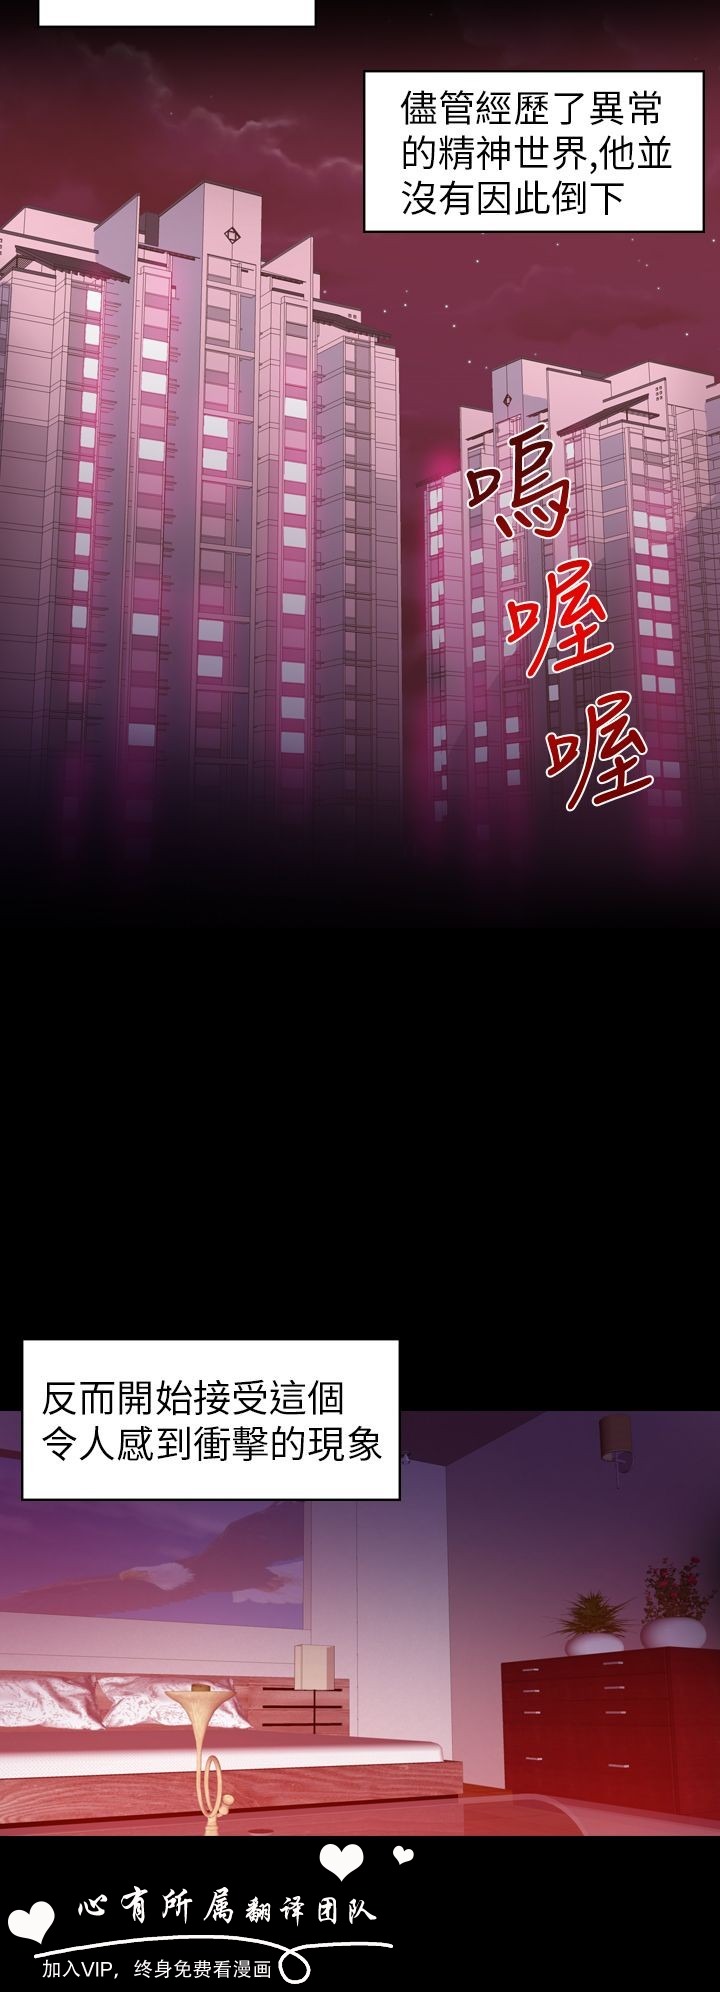 儘管經歷了異常
的精神世界,他並
沒有因此倒下
嗚
喔
喔
反而開始接受這個
令人感到衝擊的現象
心有所属翻译团队
加入VIP，终身免费看漫画